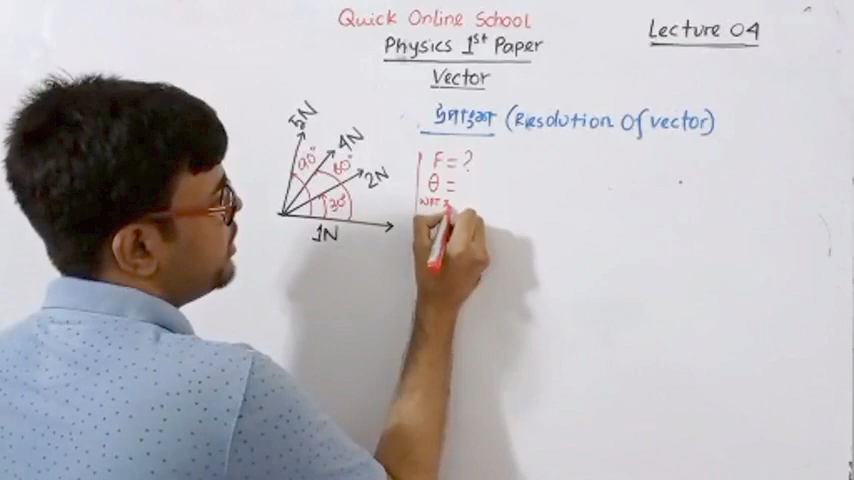 Quick Online School
Physics 1st Paper
Lecture 04
Vector
(Resolution of vector)
5N
4N
2N
90°
60°
30°
1N
F = ?
θ =